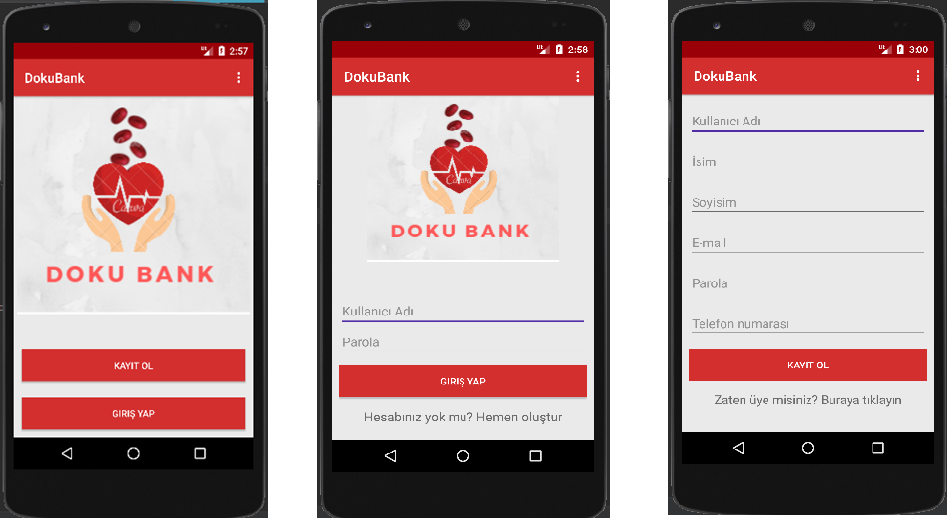 2:57
DokuBank
Canva
DOKU BANK
KAYIT OL
GIRIŞ YAP
2:58
DokuBank
Canva
DOKU BANK
Kullanıcı Adı
Parola
GIRIŞ YAP
Hesabınız yok mu? Hemen oluştur
3:00
DokuBank
Kullanıcı Adı
İsim
Soyisim
E-mail
Parola
Telefon numarası
KAYIT OL
Zaten üye misiniz? Buraya tıklayın